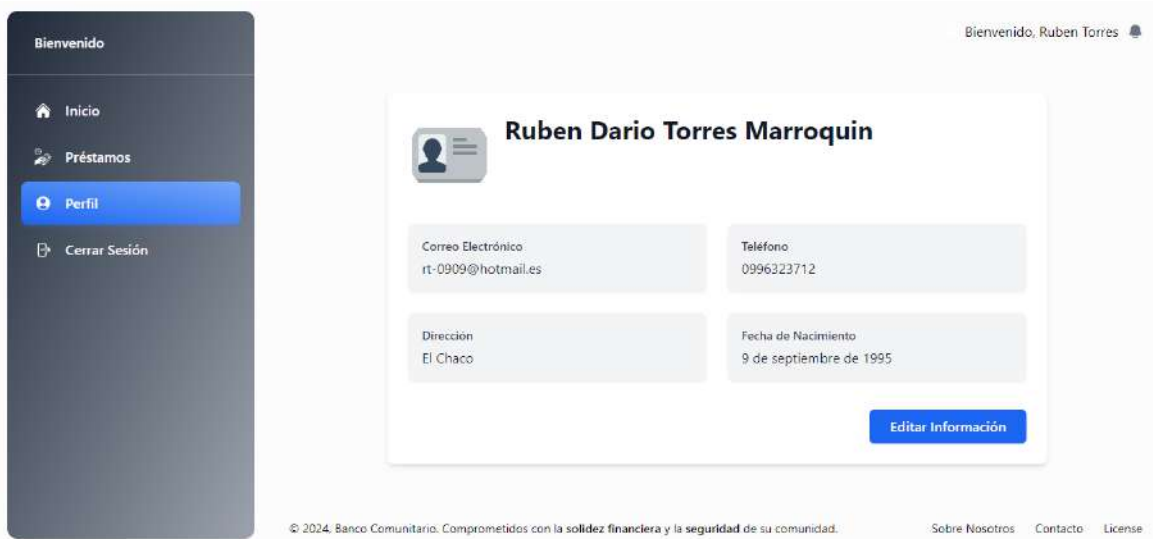 Bienvenido
Bienvenido, Ruben Torres
Inicio
Préstamos
Perfil
Cerrar Sesión
Ruben Dario Torres Marroquin
Correo Electrónico
rt-0909@hotmail.es
Teléfono
0996323712
Dirección
El Chaco
Fecha de Nacimiento
9 de septiembre de 1995
Editar Información
© 2024, Banco Comunitario. Comprometidos con la solidez financiera y la seguridad de su comunidad.
Sobre Nosotros Contacto License